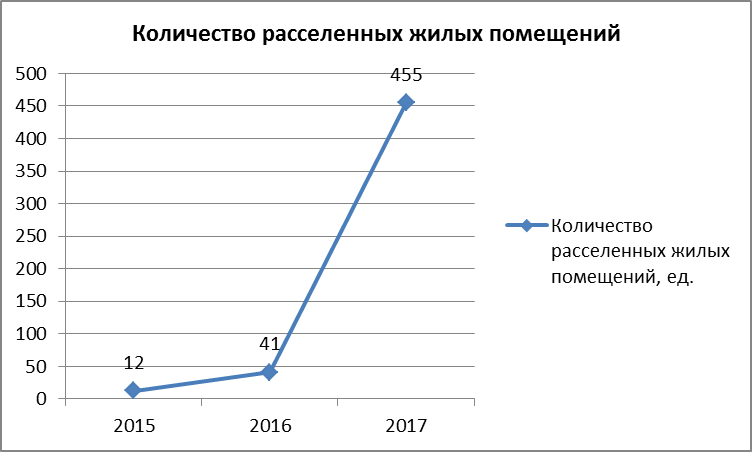 Количество расселенных жилых помещений
500
450
400
350
300
250
200
150
100
50
0
455
41
12
2015 2016 2017
Количество
расселенных жилых
помещений, ед.